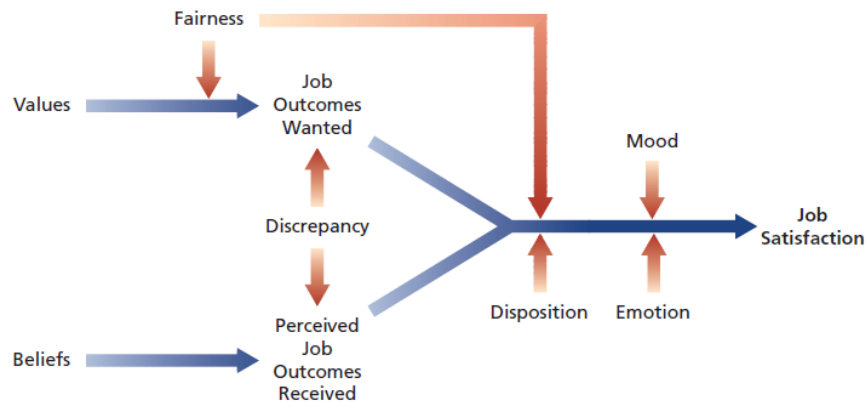 Fairness
Values
Job
Outcomes
Wanted
Mood
Discrepancy
Job
Satisfaction
Disposition
Emotion
Beliefs
Perceived
Job
Outcomes
Received